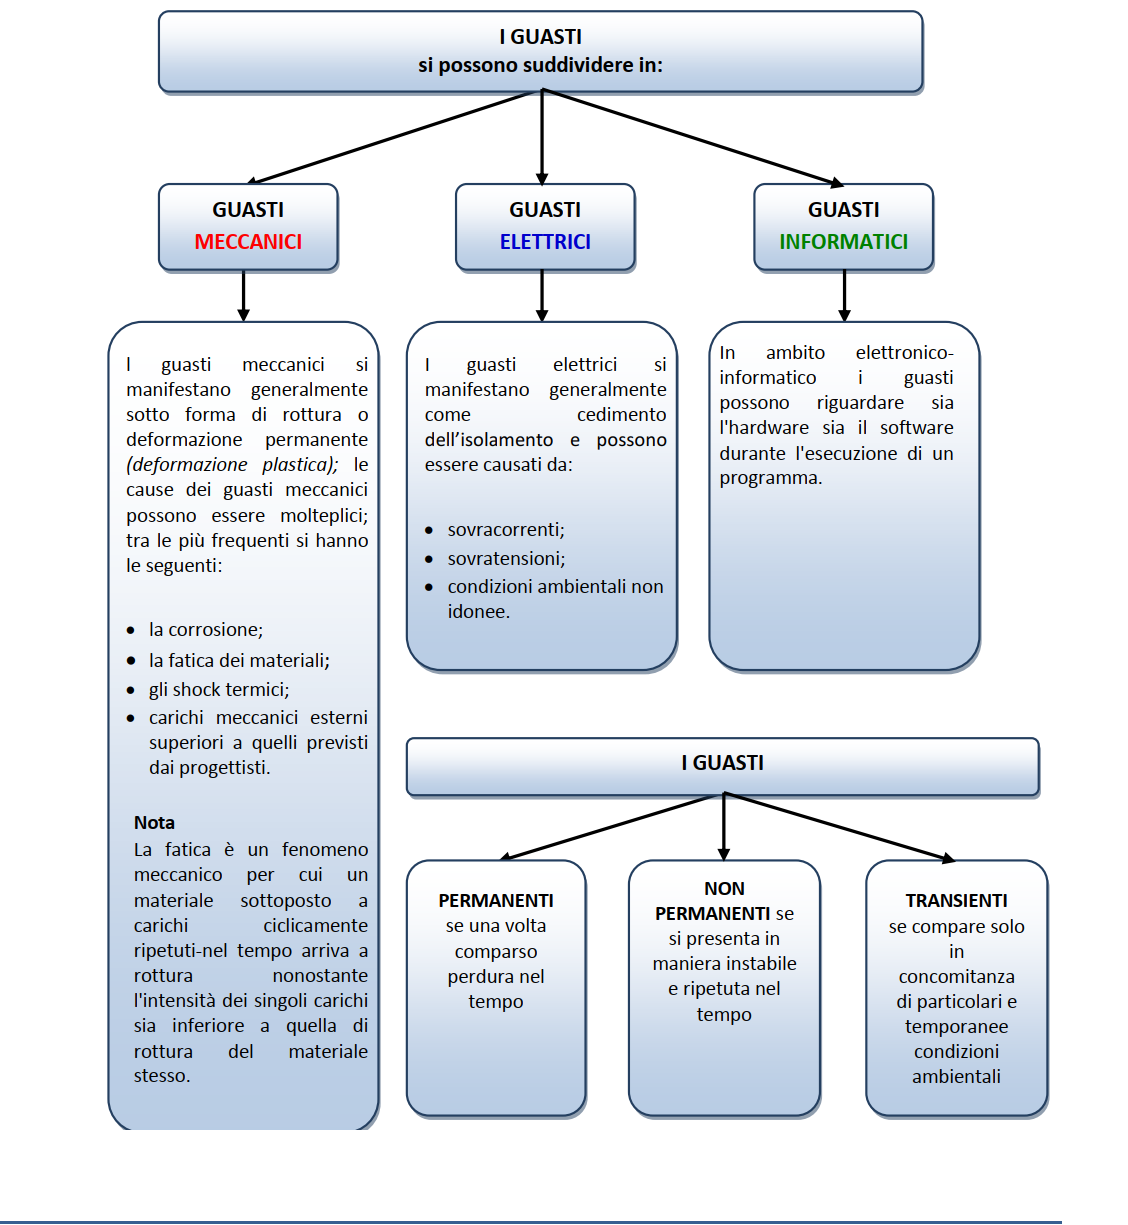 I GUASTI
si possono suddividere in:
GUASTI
MECCANICI
GUASTI
ELETTRICI
GUASTI
INFORMATICI
I guasti meccanici si
manifestano generalmente
sotto forma di rottura o
deformazione permanente
(deformazione plastica); le
cause dei guasti meccanici
possono essere molteplici;
tra le più frequenti si hanno
le seguenti:
• la corrosione;
• la fatica dei materiali;
• gli shock termici;
• carichi meccanici esterni
superiori a quelli previsti
dai progettisti.
Nota
La fatica è un fenomeno
meccanico per cui un
materiale sottoposto a
carichi ciclicamente
ripetuti-nel tempo arriva a
rottura nonostante
l'intensità dei singoli carichi
sia inferiore a quella di
rottura del materiale
stesso.
I guasti elettrici si
manifestano generalmente
come cedimento
dell’isolamento e possono
essere causati da:
• sovracorrenti;
• sovratensioni;
• condizioni ambientali non
idonee.
In ambito elettronico-
informatico i guasti
possono riguardare sia
l'hardware sia il software
durante l'esecuzione di un
programma.
I GUASTI
PERMANENTI
se una volta
comparso
perdura nel
tempo
NON
PERMANENTI se
si presenta in
maniera instabile
e ripetuta nel
tempo
TRANSIENTI
se compare solo
in
concomitanza
di particolari e
temporanee
condizioni
ambientali